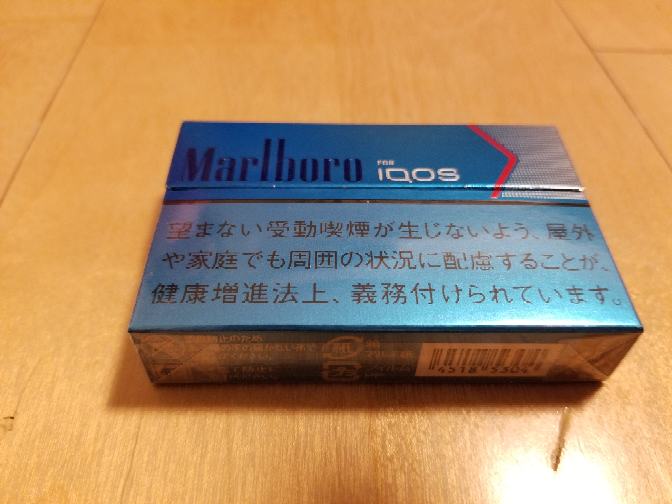 Marlboro
FOR
IQOS
望まない受動喫煙が生じないよう、屋外
や家庭でも周囲の状況に配慮することが、
健康増進法上、義務付けられています。